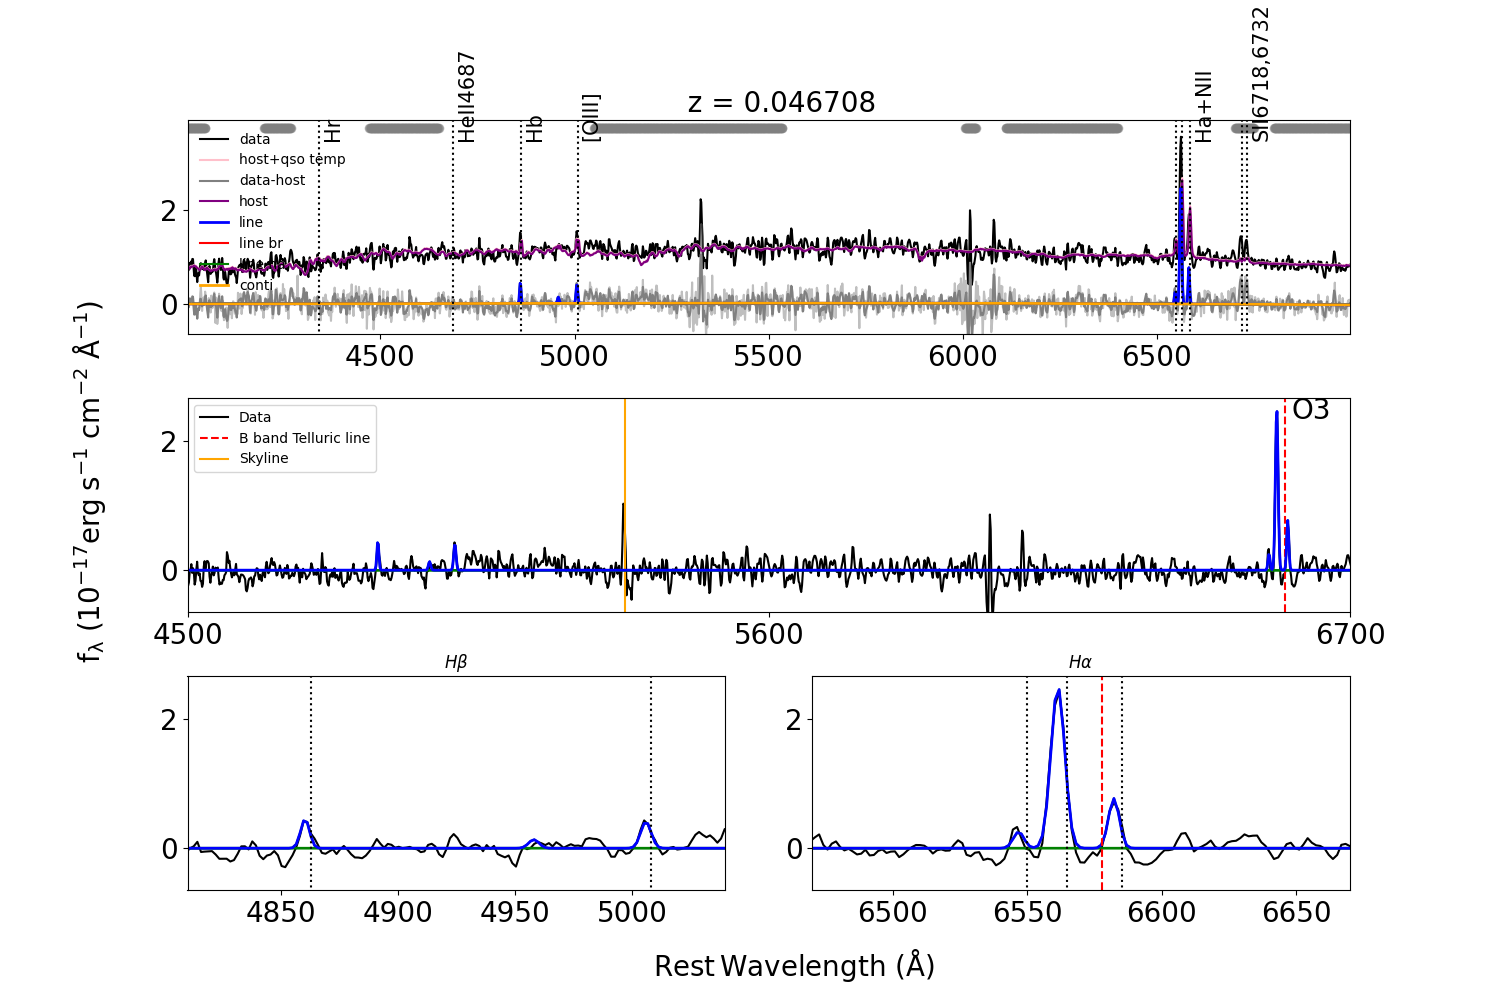 z = 0.046708
Hr
HeII4687
Hb
[OIII]
Ha+NII
SII6718,6732
data
host+qso temp
data-host
host
line
line br
conti
2
0
4500 5000 5500 6000 6500
fλ (10−17erg s−1 cm−2 Å−1)
Data
B band Telluric line
Skyline
O3
2
0
4500 5600 6700
Hβ
2
0
4850 4900 4950 5000
Hα
2
0
6500 6550 6600 6650
Rest Wavelength (Å)